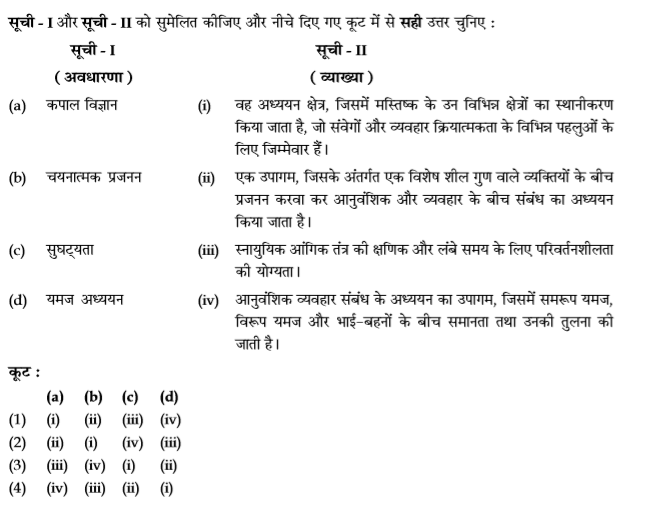 सूची - I और सूची - II को सुमेलित कीजिए और नीचे दिए गए कूट में से सही उत्तर चुनिए :
सूची - I सूची - II
( अवधारणा ) ( व्याख्या )
(a) कपाल विज्ञान (i) वह अध्ययन क्षेत्र, जिसमें मस्तिष्क के उन विभिन्न क्षेत्रों का स्थानीकरण
किया जाता है, जो संवेगों और व्यवहार क्रियात्मकता के विभिन्न पहलुओं के
लिए जिम्मेवार हैं।
(b) चयनात्मक प्रजनन (ii) एक उपागम, जिसके अंतर्गत एक विशेष शील गुण वाले व्यक्तियों के बीच
प्रजनन करवा कर आनुवंशिक और व्यवहार के बीच संबंध का अध्ययन
किया जाता है।
(c) सुघट्यता (iii) स्नायुयिक आंगिक तंत्र की क्षणिक और लंबे समय के लिए परिवर्तनशीलता
की योग्यता।
(d) यमज अध्ययन (iv) आनुवंशिक व्यवहार संबंध के अध्ययन का उपागम, जिसमें समरूप यमज,
विरूप यमज और भाई-बहनों के बीच समानता तथा उनकी तुलना की
जाती है।
कूट :
(a) (b) (c) (d)
(1) (i) (ii) (iii) (iv)
(2) (ii) (i) (iv) (iii)
(3) (iii) (iv) (i) (ii)
(4) (iv) (iii) (ii) (i)